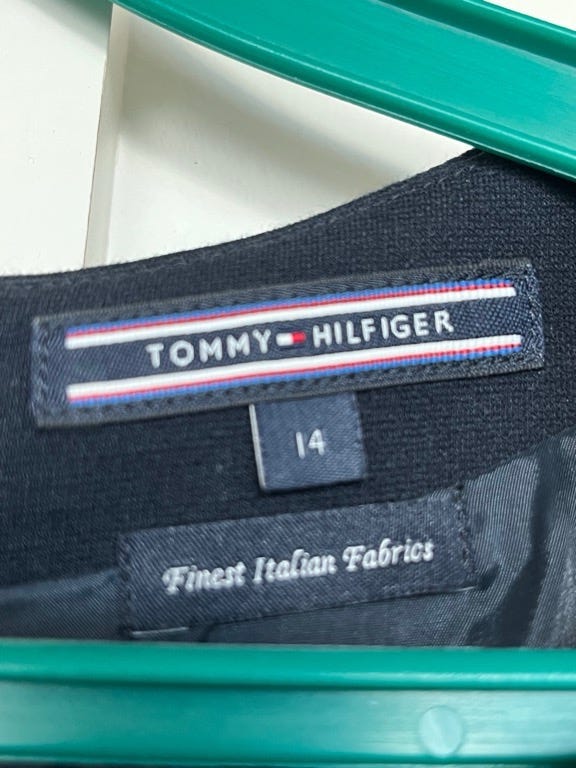 TOMMY HILFIGER
14
Finest Italian Fabrics